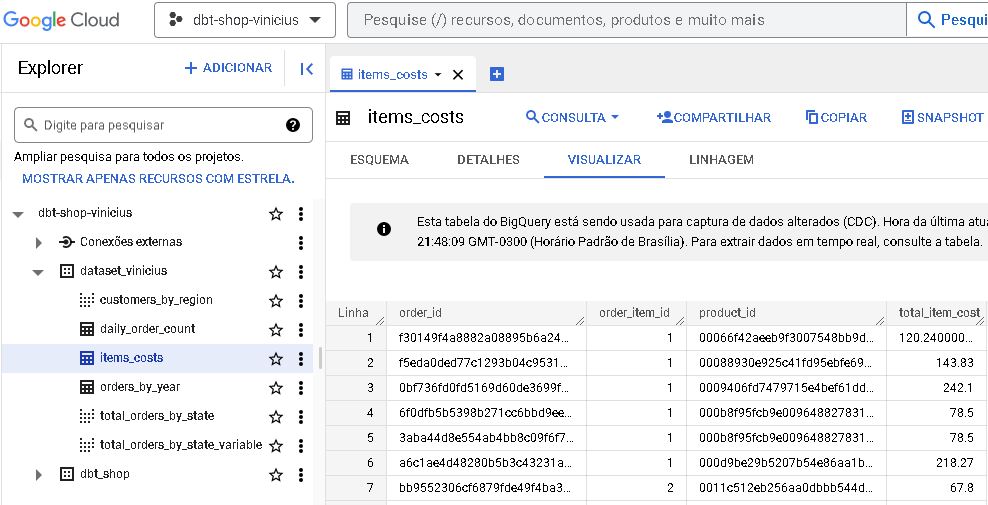 Google Cloud
dbt-shop-vinicius
Pesquise (/) recursos, documentos, produtos e muito mais
Pesqui
Explorer
+ ADICIONAR
Digite para pesquisar
Ampliar pesquisa para todos os projetos.
MOSTRAR APENAS RECURSOS COM ESTRELA.
dbt-shop-vinicius
Conexões externas
dataset_vinicius
customers_by_region
daily_order_count
items_costs
orders_by_year
total_orders_by_state
total_orders_by_state_variable
dbt_shop
items_costs
items_costs
CONSULTA
COMPARTILHAR
COPIAR
SNAPSHOT
ESQUEMA DETALHES VISUALIZAR LINHAGEM
Esta tabela do BigQuery está sendo usada para captura de dados alterados (CDC). Hora da última atua
21:48:09 GMT-0300 (Horário Padrão de Brasília). Para extrair dados em tempo real, consulte a tabela.
Linha order_id order_item_id product_id total_item_cost
1 f30149f4a8882a08895b6a24... 1 00066f42aeeb9f3007548bb9d... 120.240000...
2 f5eda0ded77c1293b04c9531... 1 00088930e925c41fd95ebfe69... 143.83
3 0bf736fd0fd5169d60de3699f... 1 0009406fd7479715e4bef61dd... 242.1
4 6f0dfb5b5398b271cc6bbd9ee... 1 000b8f95fcb9e009648827831... 78.5
5 3aba44d8e554ab4bb8c09f6f7... 1 000b8f95fcb9e009648827831... 78.5
6 a6c1ae4d48280b5b3c43231a... 1 000d9be29b5207b54e86aa1b... 218.27
7 bb9552306cf6879fde49f4ba3... 2 0011c512eb256aa0dbbb544d... 67.8